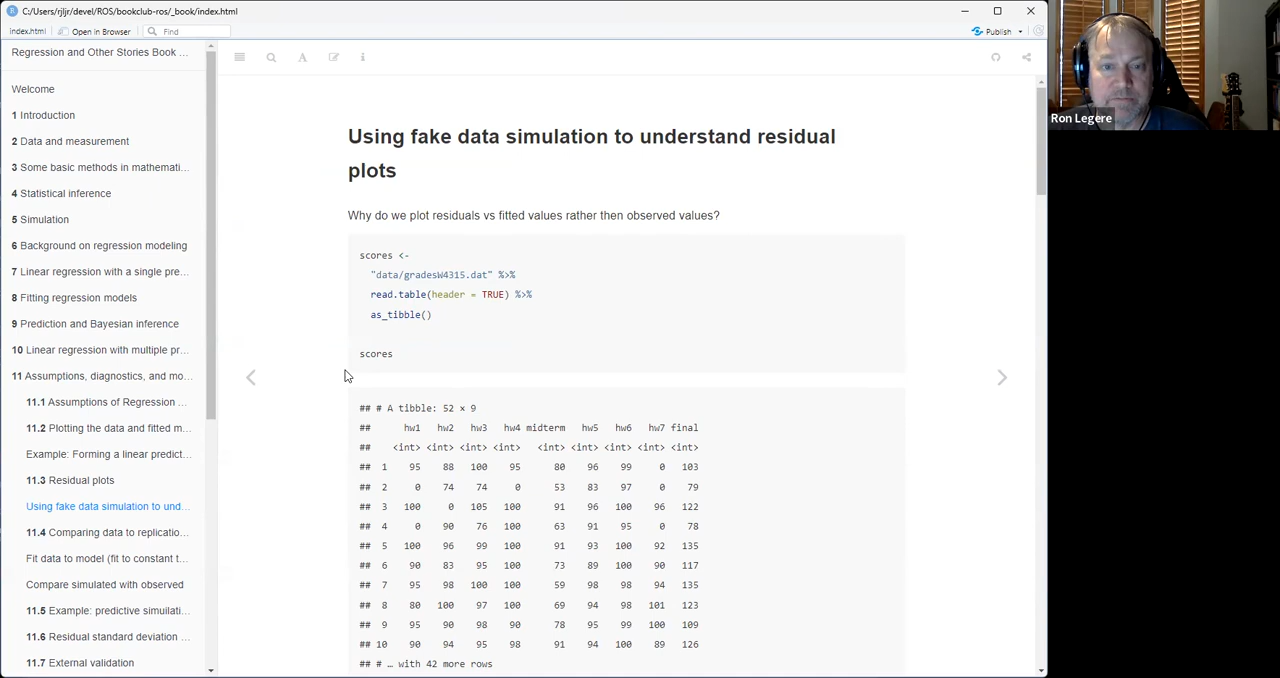 C:/Users/rjljr/devel/ROS/bookclub-ros/_book/index.html
index.html Open in Browser Find Publish
Regression and Other Stories Book ...
Welcome
1 Introduction
2 Data and measurement
3 Some basic methods in mathemati...
4 Statistical inference
5 Simulation
6 Background on regression modeling
7 Linear regression with a single pre...
8 Fitting regression models
9 Prediction and Bayesian inference
10 Linear regression with multiple pr...
11 Assumptions, diagnostics, and mo...
11.1 Assumptions of Regression ...
11.2 Plotting the data and fitted m...
Example: Forming a linear predict...
11.3 Residual plots
Using fake data simulation to und...
11.4 Comparing data to replicatio...
Fit data to model (fit to constant t...
Compare simulated with observed
11.5 Example: predictive simuilati...
11.6 Residual standard deviation ...
11.7 External validation
Using fake data simulation to understand residual
plots
Why do we plot residuals vs fitted values rather then observed values?
scores <-
"data/gradesW4315.dat" %>%
read.table(header = TRUE) %>%
as_tibble()
scores
## # A tibble: 52 × 9
## hw1 hw2 hw3 hw4 midterm hw5 hw6 hw7 final
## <int> <int> <int> <int> <int> <int> <int> <int> <int>
## 1 95 88 100 95 80 96 99 0 103
## 2 0 74 74 0 53 83 97 0 79
## 3 100 0 105 100 91 96 100 96 122
## 4 0 90 76 100 63 91 95 0 78
## 5 100 96 99 100 91 93 100 92 135
## 6 90 83 95 100 73 89 100 90 117
## 7 95 98 100 100 59 98 98 94 135
## 8 80 100 97 100 69 94 98 101 123
## 9 95 90 98 90 78 95 99 100 109
## 10 90 94 95 98 91 94 100 89 126
## # … with 42 more rows
Ron Legere